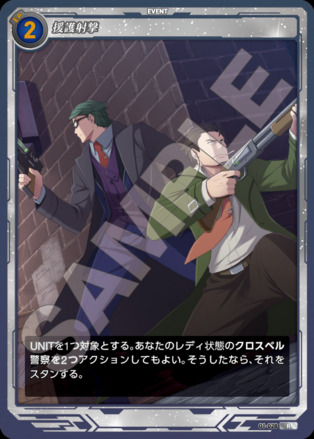 EVENT
2
援護射撃
SAMPLE
UNITを1つ対象とする。あなたのレディ状態のクロスベル
警察を2つアクションしてもよい。そうしたなら、それを
スタンする。